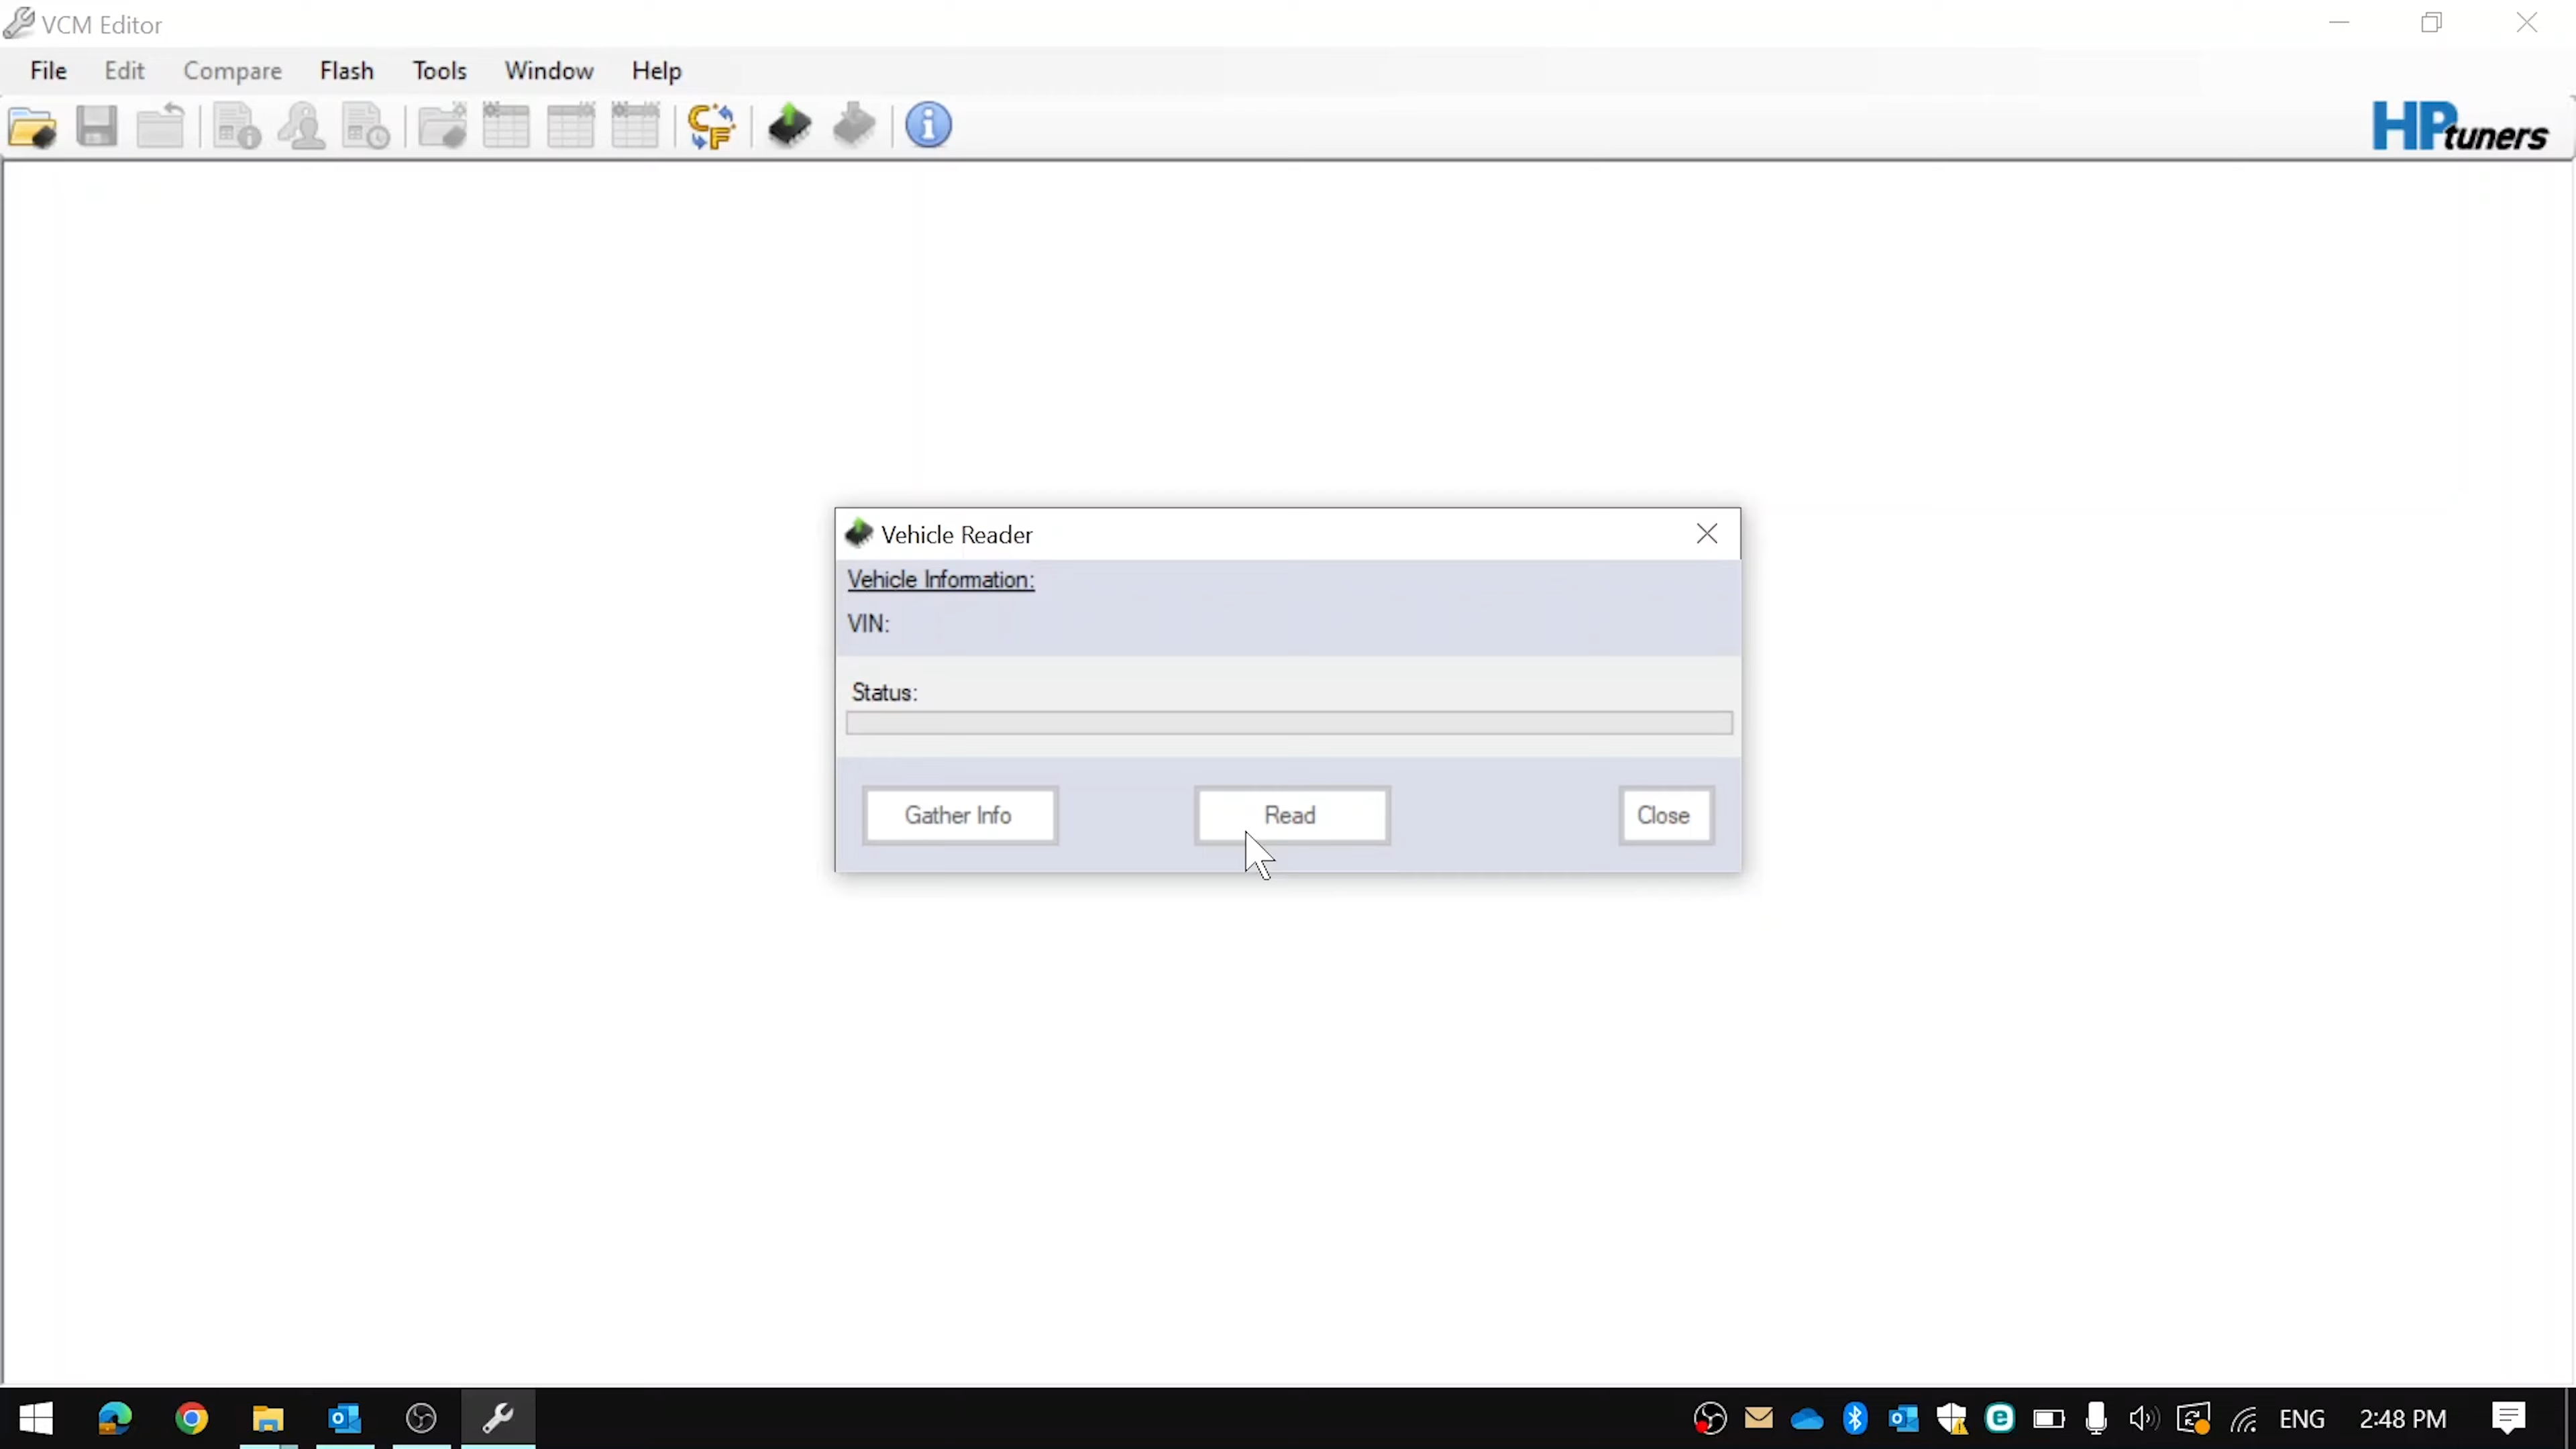 VCM Editor
File Edit Compare Flash Tools Window Help
HPtuners
Vehicle Reader
Vehicle Information:
VIN:
Status:
Gather Info Read Close
ENG 2:48 PM